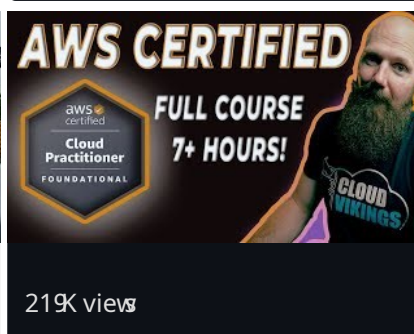 AWS CERTIFIED
FULL COURSE
7+ HOURS!
aws
certified
Cloud
Practitioner
FOUNDATIONAL
CLOUD
VIKINGS
219K views